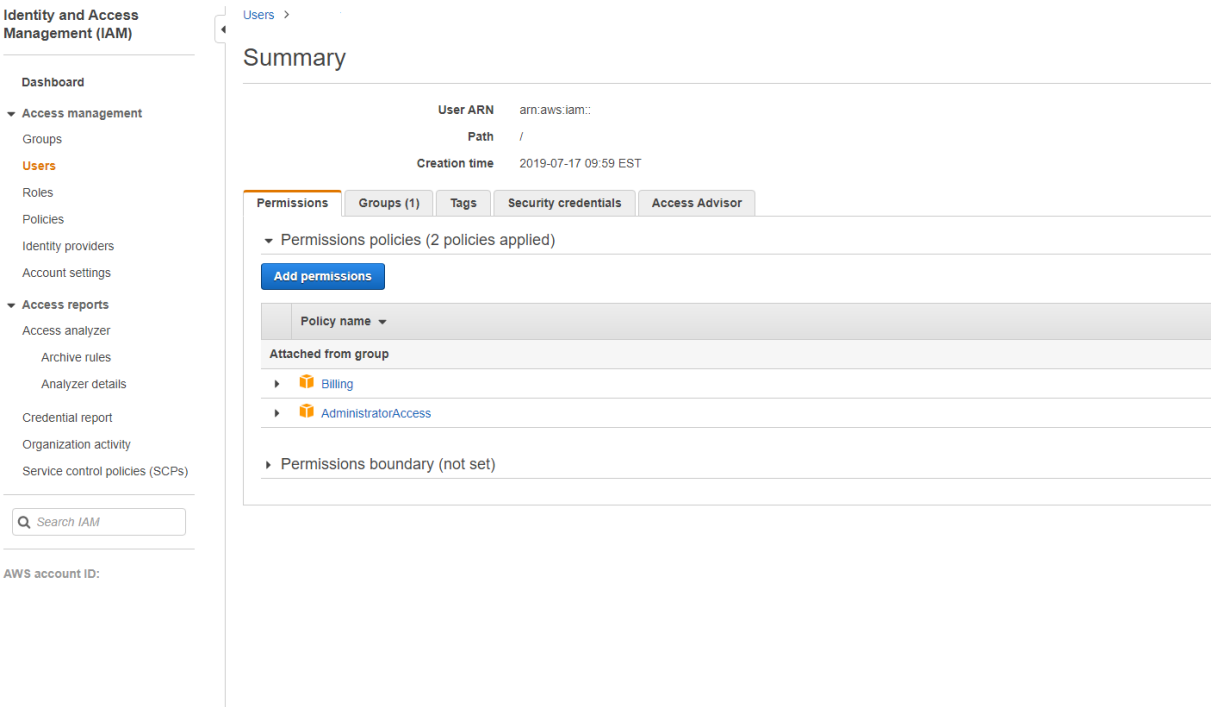 Identity and Access
Management (IAM)
Dashboard
Access management
Groups
Users
Roles
Policies
Identity providers
Account settings
Access reports
Access analyzer
Archive rules
Analyzer details
Credential report
Organization activity
Service control policies (SCPs)
Search IAM
AWS account ID:
Users >
Summary
User ARN arn:aws:iam::
Path /
Creation time 2019-07-17 09:59 EST
Permissions Groups (1) Tags Security credentials Access Advisor
Permissions policies (2 policies applied)
Add permissions
Policy name
Attached from group
Billing
AdministratorAccess
Permissions boundary (not set)